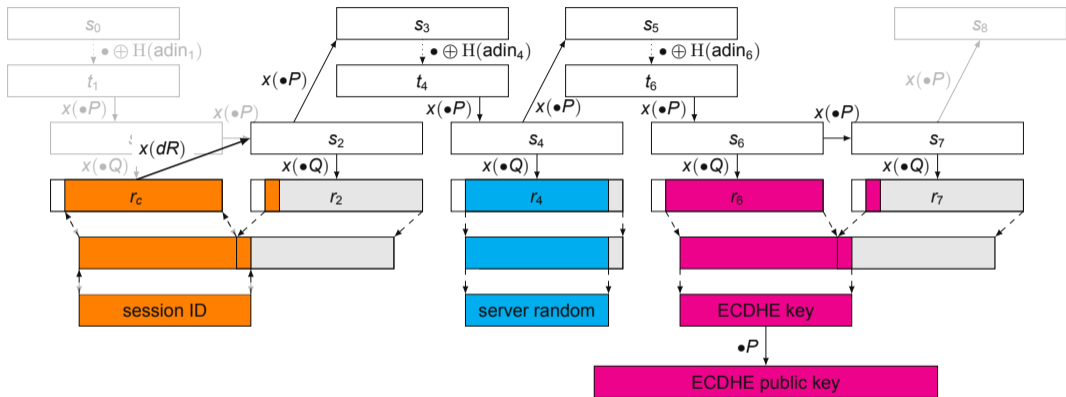 s₀
s₃
s₅
s₈
• ⊕ H(adin₁)
• ⊕ H(adin₄)
• ⊕ H(adin₆)
t₁
t₄
t₆
x(•P)
x(•P)
x(•P)
x(•P)
x(•P)
x(•P)
x(•P)
x(•P)
x(•P)
x(dR)
s
s₂
s₄
s₆
s₇
x(•Q)
x(•Q)
x(•Q)
x(•Q)
x(•Q)
r_c
r₂
r₄
r₆
r₇
session ID
server random
ECDHE key
•P
ECDHE public key